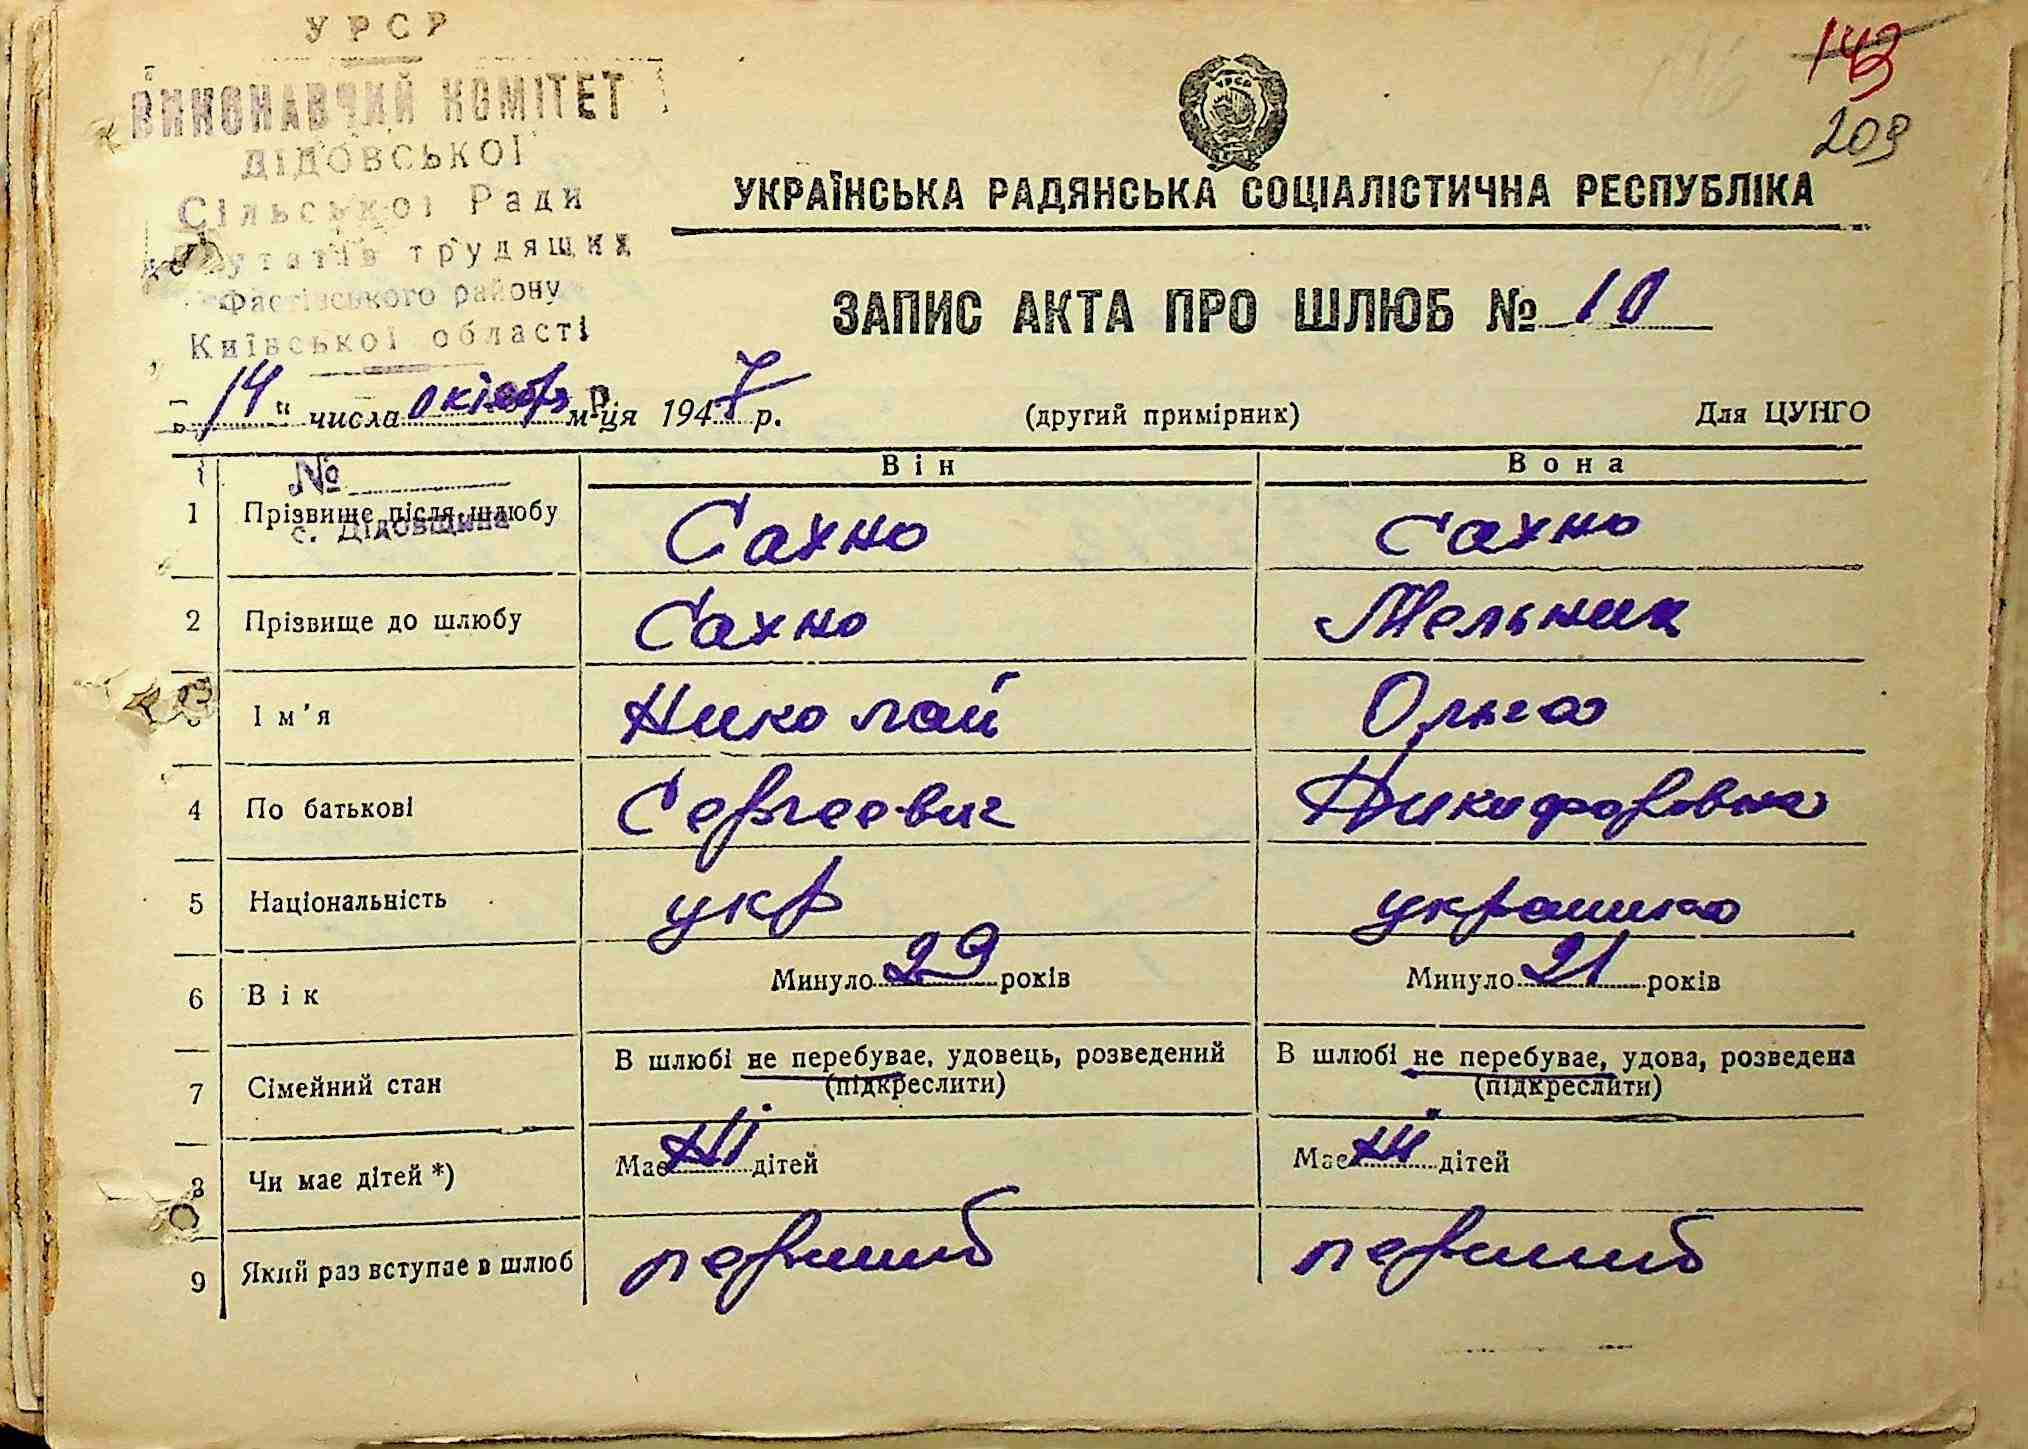 УРСР
ВИКОНАВЧИЙ КОМІТЕТ
ДІДОВСЬКОЇ
Сільської Ради
депутатів трудящих
Фастівського району
Київської області
143
209
УКРАЇНСЬКА РАДЯНСЬКА СОЦІАЛІСТИЧНА РЕСПУБЛІКА
ЗАПИС АКТА ПРО ШЛЮБ № 10
"14" числа октября м-ця 1947 р. (другий примірник) Для ЦУНГО
№
с. Дідовщина
Він Вона
1 Прізвище після шлюбу Сахно Сахно
2 Прізвище до шлюбу Сахно Мельник
Ім'я Николай Ольга
4 По батькові Сергеевич Никифоровна
5 Національність укр украинка
6 Вік Минуло 29 років Минуло 21 років
7 Сімейний стан В шлюбі не перебуває, удовець, розведений (підкреслити) В шлюбі не перебуває, удова, розведена (підкреслити)
8 Чи має дітей *) Має ні дітей Має ні дітей
9 Який раз вступає в шлюб перший перший